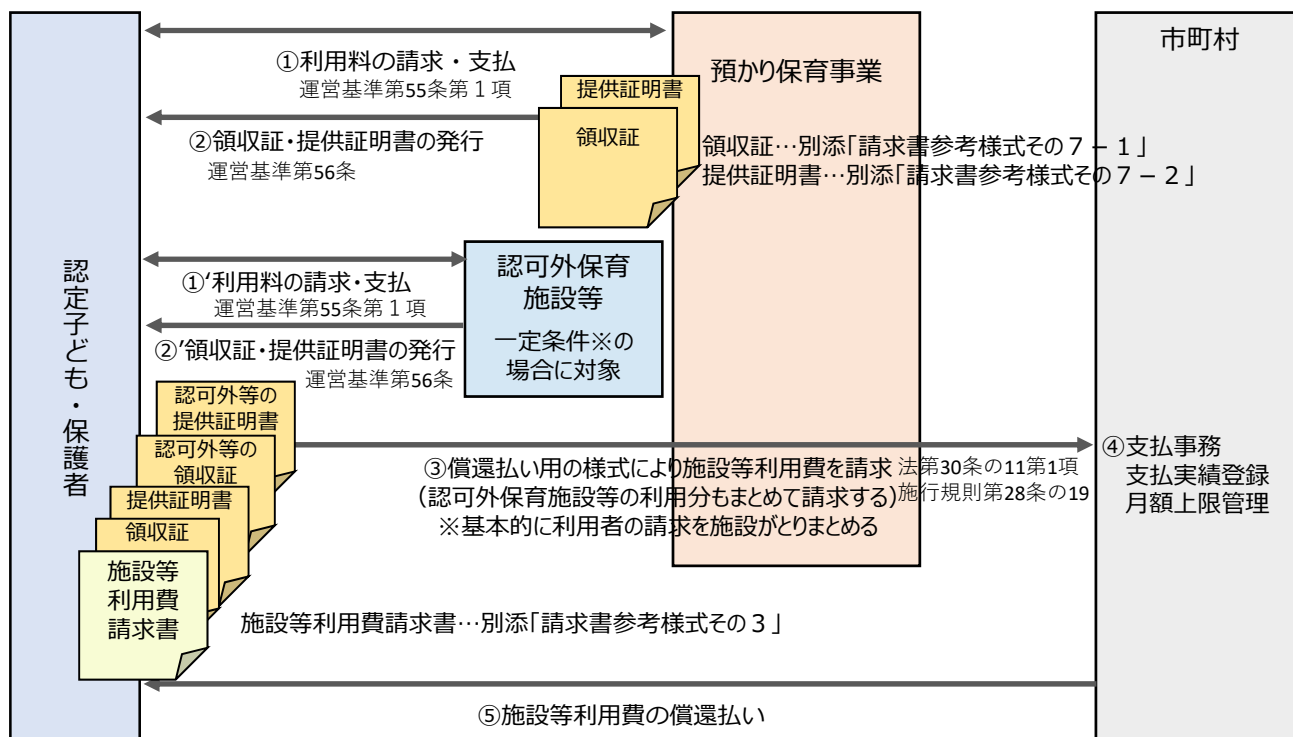 認定子ども・保護者
預かり保育事業
市町村
①利用料の請求・支払
運営基準第55条第１項
提供証明書
領収証
②領収証・提供証明書の発行
運営基準第56条
領収証…別添「請求書参考様式その７－１」
提供証明書…別添「請求書参考様式その７－２」
①‘利用料の請求・支払
運営基準第55条第１項
認可外保育
施設等
一定条件※の
場合に対象
②’領収証・提供証明書の発行
運営基準第56条
認可外等の
提供証明書
認可外等の
領収証
提供証明書
領収証
施設等
利用費
請求書
③償還払い用の様式により施設等利用費を請求
（認可外保育施設等の利用分もまとめて請求する）
※基本的に利用者の請求を施設がとりまとめる
法第30条の11第1項
施行規則第28条の19
④支払事務
支払実績登録
月額上限管理
施設等利用費請求書…別添「請求書参考様式その３」
⑤施設等利用費の償還払い